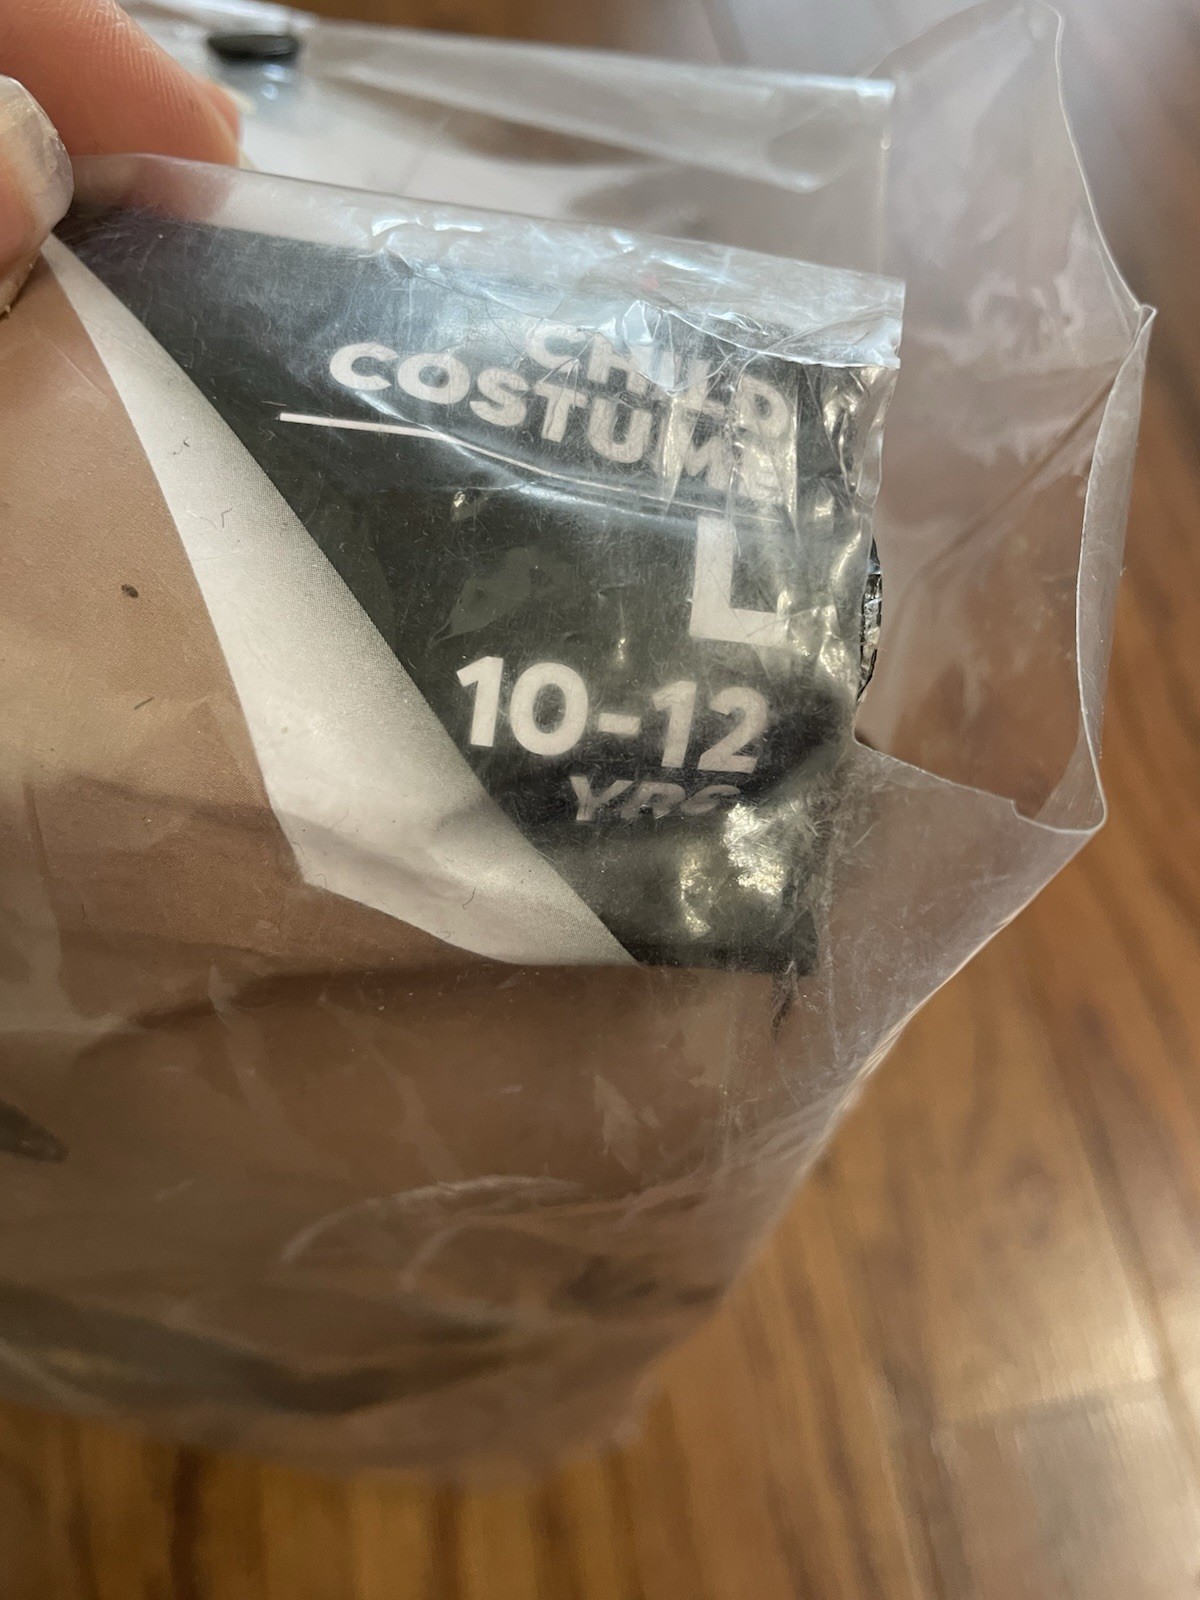 CHILD
COSTUME
L
10-12
YRS